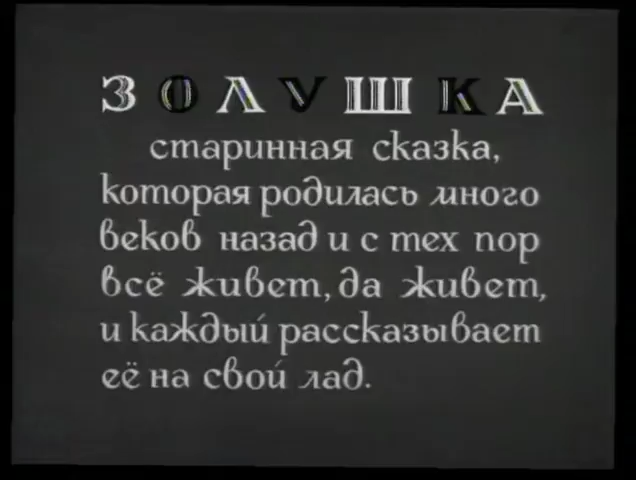 ЗОЛУШКА
старинная сказка,
которая родилась много
веков назад и с тех пор
всё живет, да живет,
и каждый рассказывает
её на свой лад.